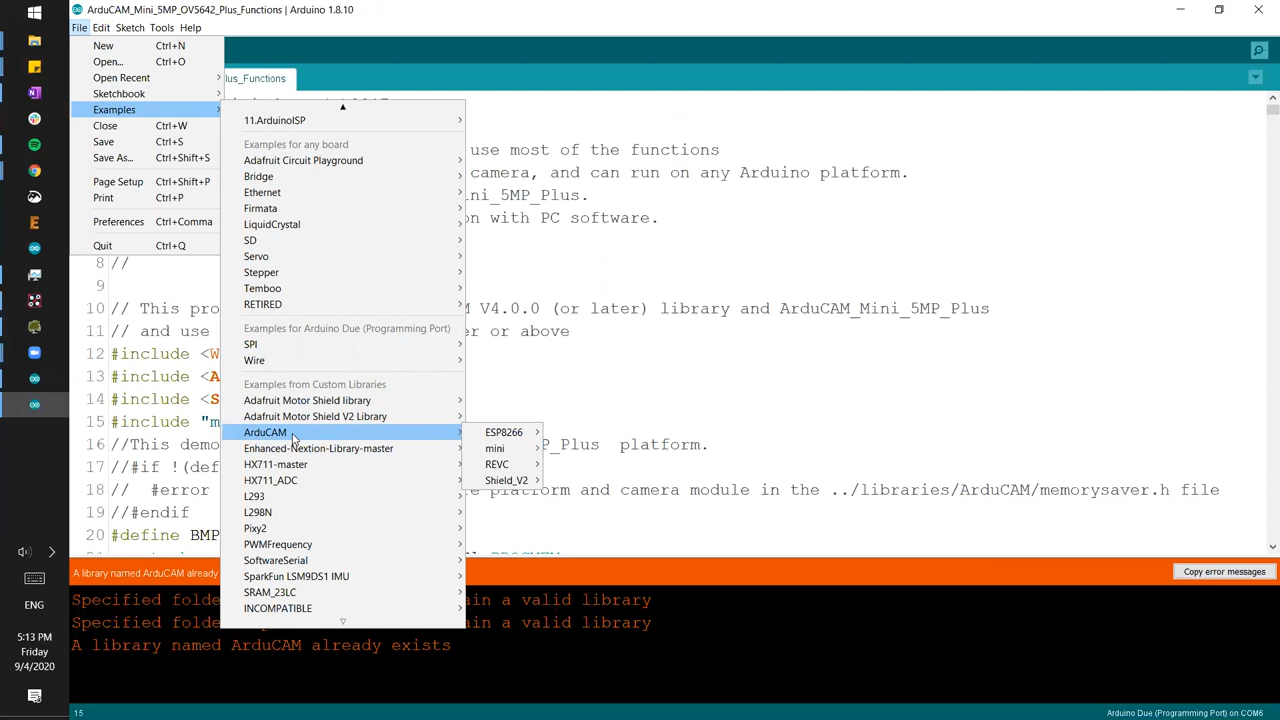 ArduCAM_Mini_5MP_OV5642_Plus_Functions | Arduino 1.8.10
File Edit Sketch Tools Help
New Ctrl+N
Open... Ctrl+O
Open Recent
Sketchbook
Examples
Close Ctrl+W
Save Ctrl+S
Save As... Ctrl+Shift+S
Page Setup Ctrl+Shift+P
Print Ctrl+P
Preferences Ctrl+Comma
Quit Ctrl+Q
lus_Functions
11.ArduinoISP
Examples for any board
Adafruit Circuit Playground
Bridge
Ethernet
Firmata
LiquidCrystal
SD
Servo
Stepper
Temboo
RETIRED
Examples for Arduino Due (Programming Port)
SPI
Wire
Examples from Custom Libraries
Adafruit Motor Shield library
Adafruit Motor Shield V2 Library
ArduCAM
Enhanced-Nextion-Library-master
HX711-master
HX711_ADC
L293
L298N
Pixy2
PWMFrequency
SoftwareSerial
SparkFun LSM9DS1 IMU
SRAM_23LC
INCOMPATIBLE
ESP8266
mini
REVC
Shield_V2
use most of the functions
camera, and can run on any Arduino platform.
ni_5MP_Plus.
n with PC software.
8 //
9
10 // This pro M V4.0.0 (or later) library and ArduCAM_Mini_5MP_Plus
11 // and use er or above
12 #include <W
13 #include <A
14 #include <S
15 #include "m
16 //This demo P_Plus platform.
17 //#if !(def
18 // #error e platform and camera module in the ../libraries/ArduCAM/memorysaver.h file
19 //#endif
20 #define BMP
A library named ArduCAM already
Copy error messages
Specified folde ain a valid library
Specified folde ain a valid library
A library named ArduCAM already exists
15
Arduino Due (Programming Port) on COM6
ENG
5:13 PM
Friday
9/4/2020